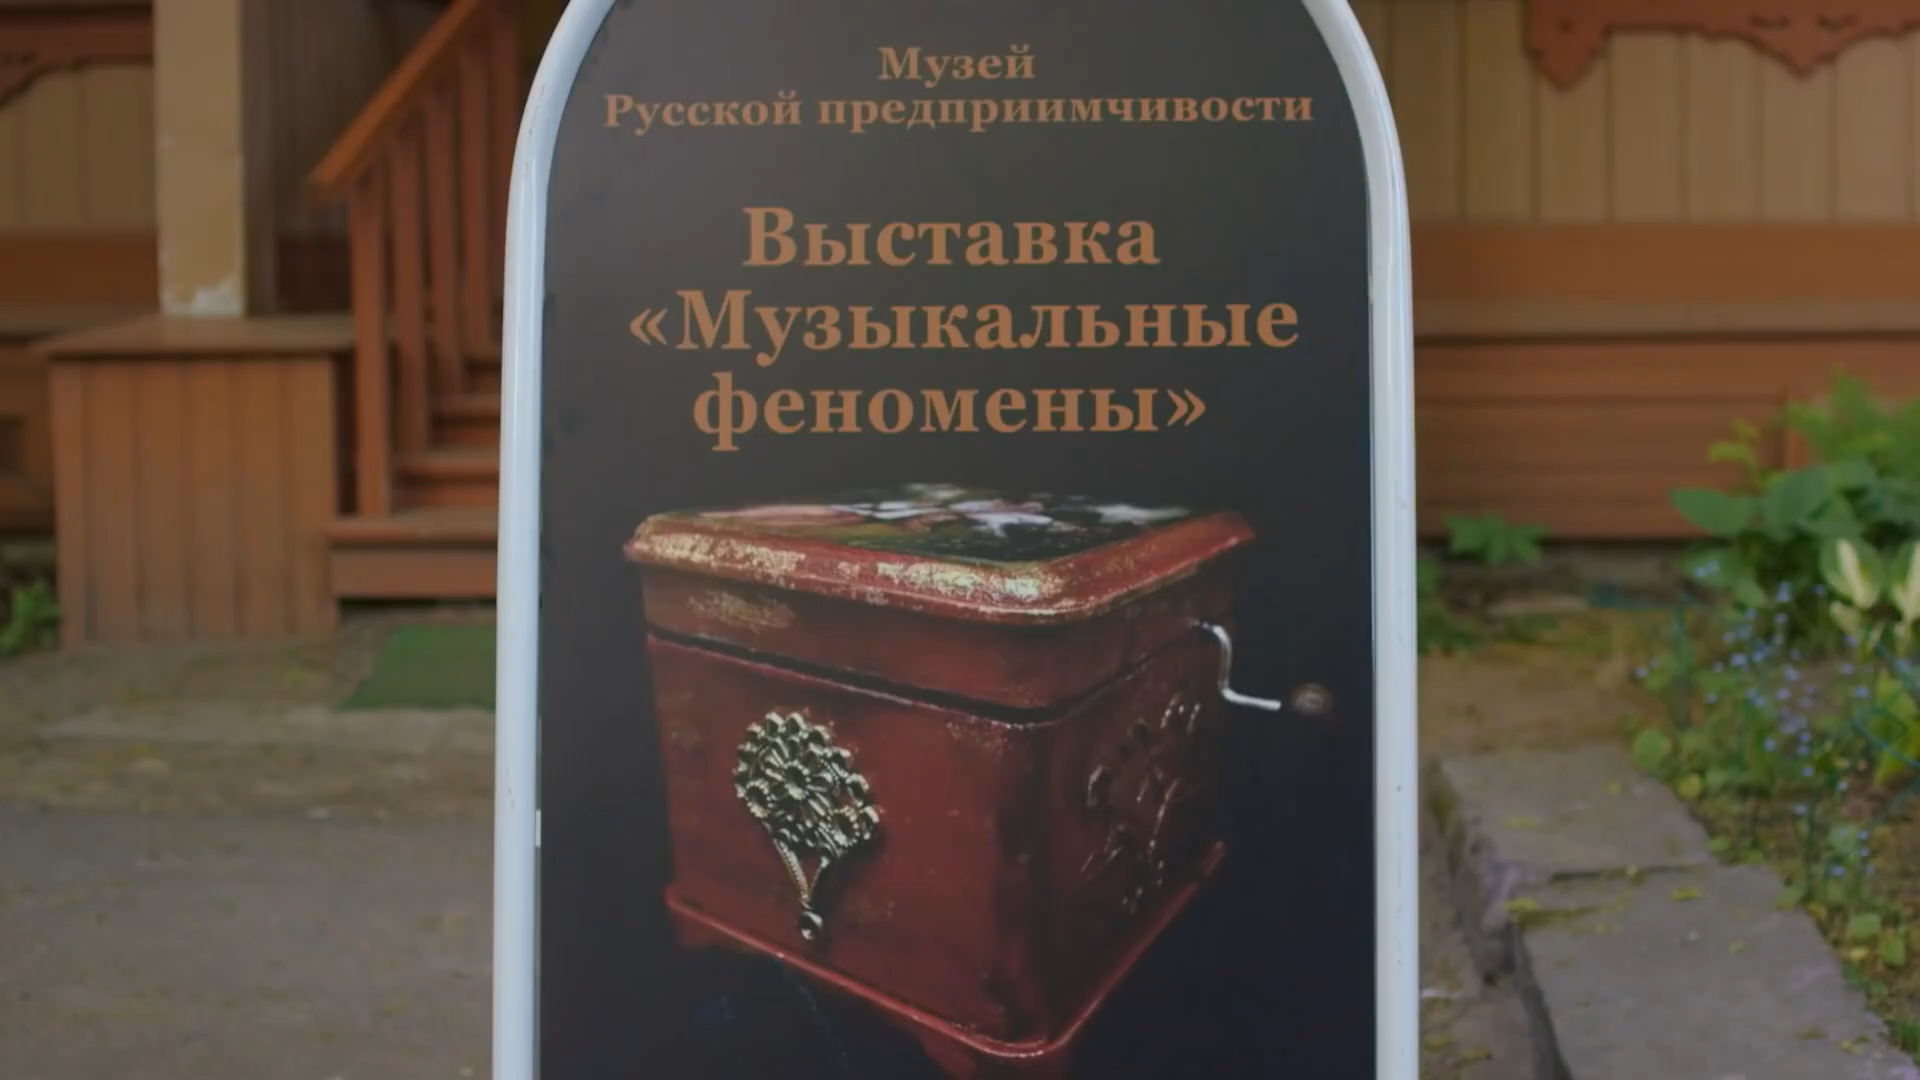 Музей
Русской предприимчивости
Выставка
«Музыкальные
феномены»